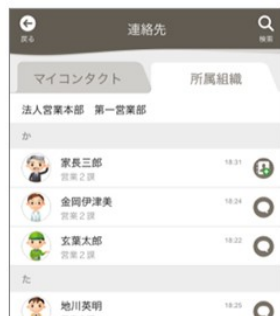 連絡先
戻る
検索
マイコンタクト
所属組織
法人営業本部　第一営業部
か
家長三郎
18:31
営業2課
金岡伊津美
18:24
営業2課
玄葉太郎
18:22
営業2課
た
地川英明
18:25